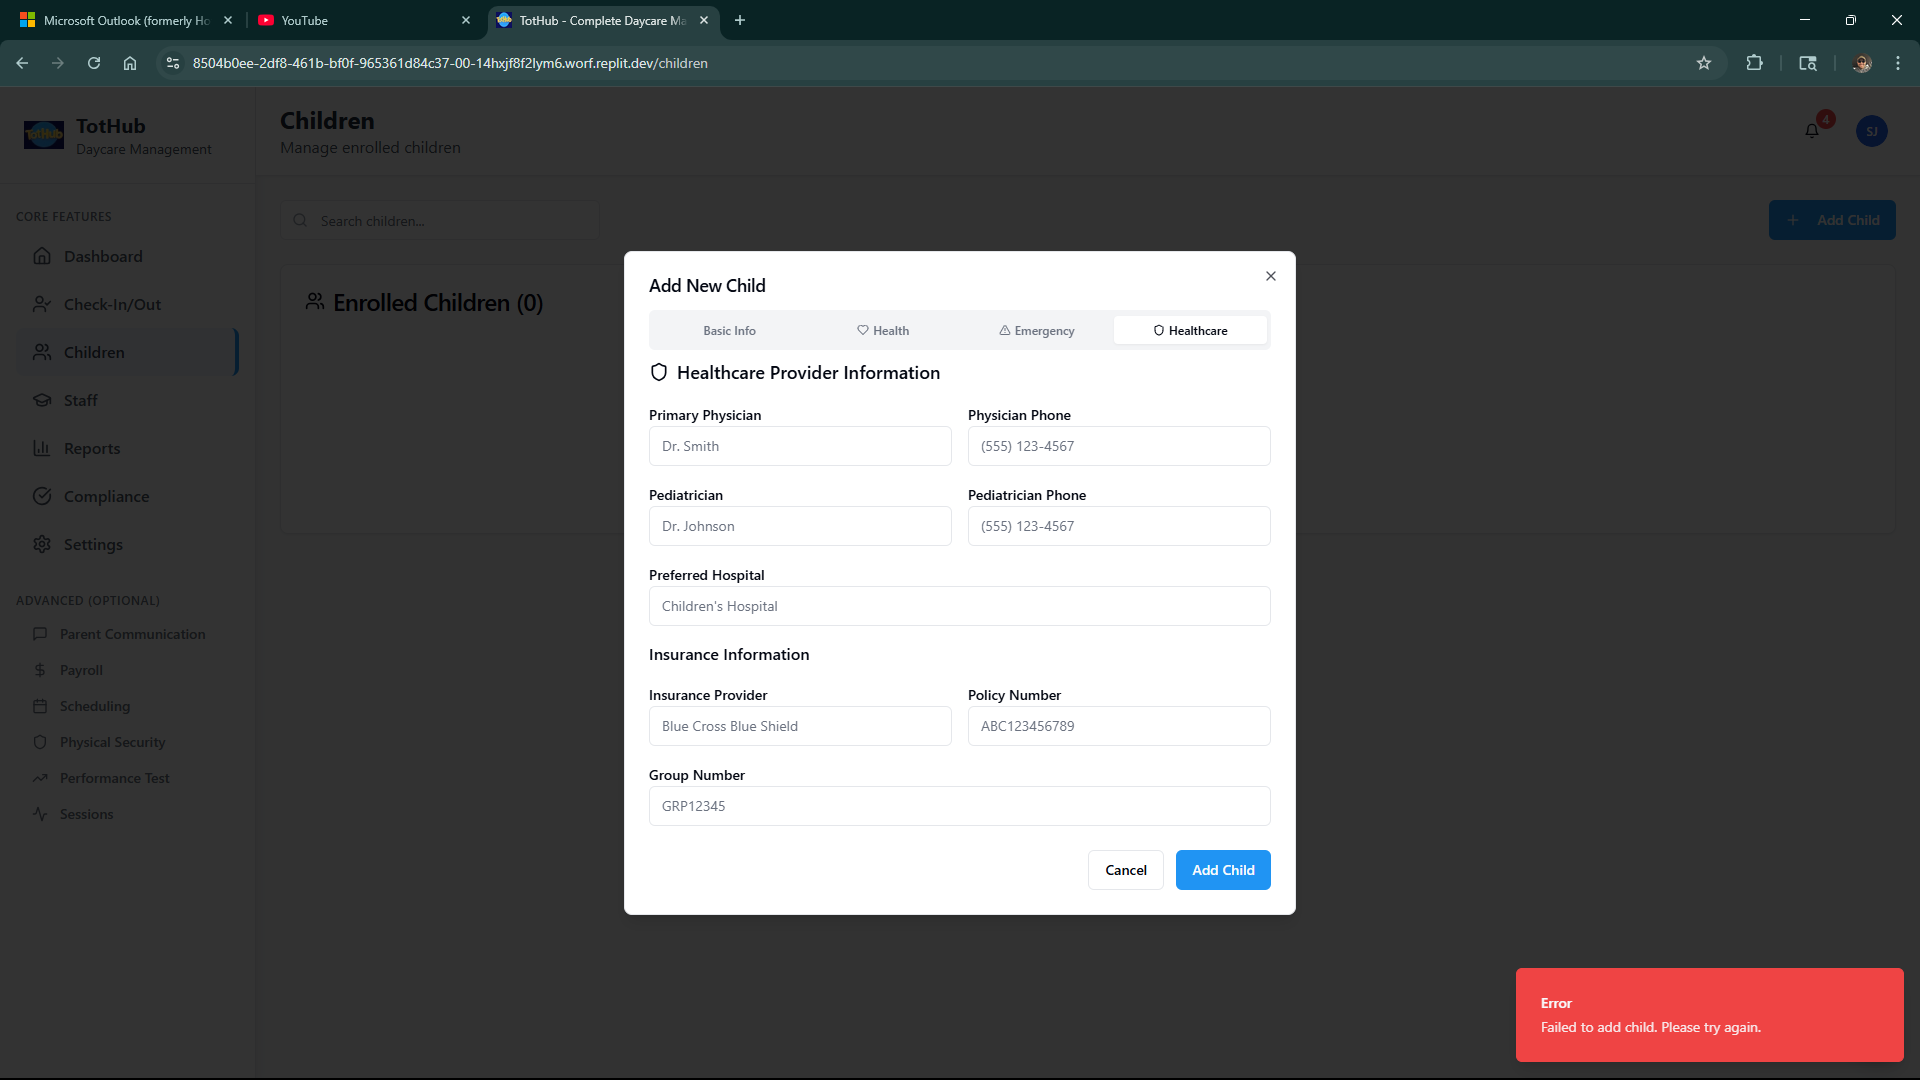 Microsoft Outlook (formerly Ho
YouTube
TotHub - Complete Daycare Ma
8504b0ee-2df8-461b-bf0f-965361d84c37-00-14hxjf8f2lym6.worf.replit.dev/children
TotHub
TotHub
Daycare Management
Children
Manage enrolled children
4
SJ
CORE FEATURES
Dashboard
Check-In/Out
Children
Staff
Reports
Compliance
Settings
ADVANCED (OPTIONAL)
Parent Communication
Payroll
Scheduling
Physical Security
Performance Test
Sessions
Search children...
Add Child
Enrolled Children (0)
Add New Child
Basic Info
Health
Emergency
Healthcare
Healthcare Provider Information
Primary Physician
Physician Phone
Dr. Smith
(555) 123-4567
Pediatrician
Pediatrician Phone
Dr. Johnson
(555) 123-4567
Preferred Hospital
Children's Hospital
Insurance Information
Insurance Provider
Policy Number
Blue Cross Blue Shield
ABC123456789
Group Number
GRP12345
Cancel
Add Child
Error
Failed to add child. Please try again.